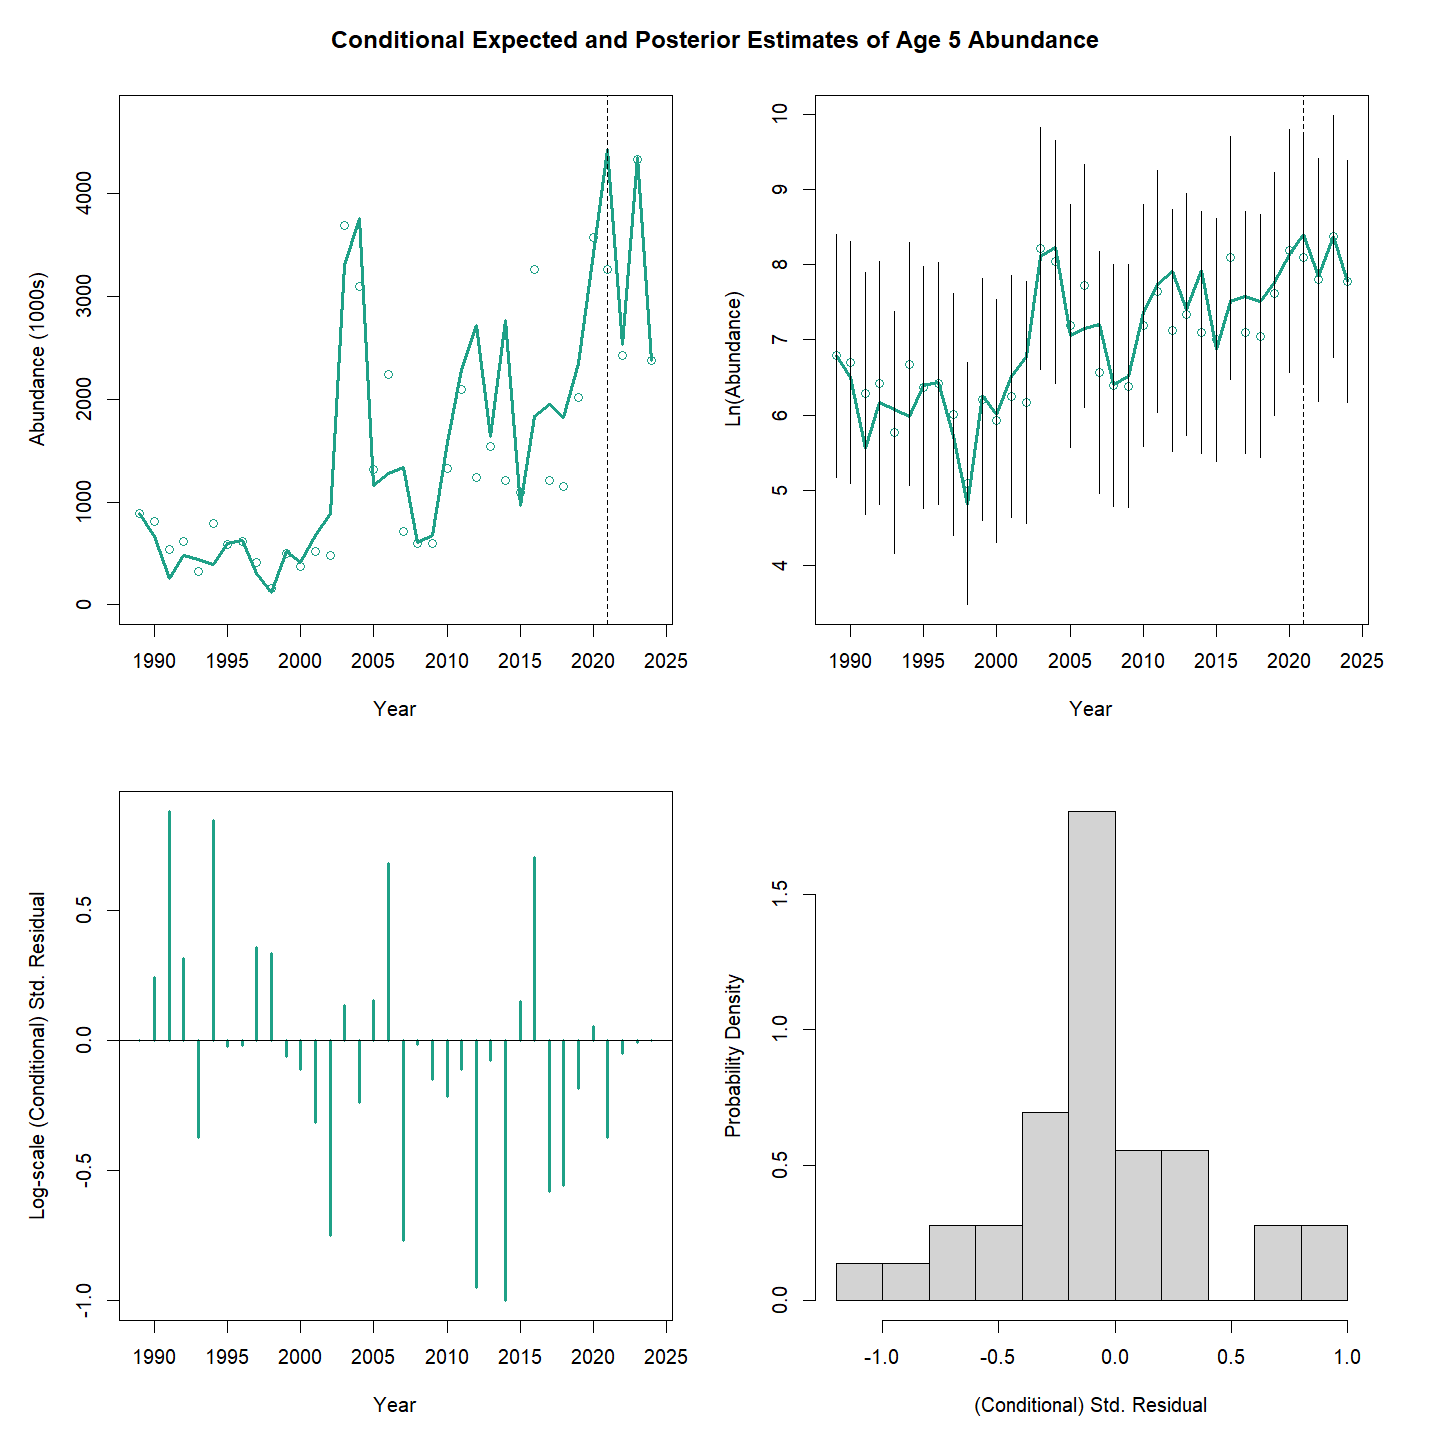 Conditional Expected and Posterior Estimates of Age 5 Abundance
Abundance (1000s)
4000
3000
2000
1000
0
1990 1995 2000 2005 2010 2015 2020 2025
Year
Ln(Abundance)
10
9
8
7
6
5
4
1990 1995 2000 2005 2010 2015 2020 2025
Year
Log-scale (Conditional) Std. Residual
0.5
0.0
-0.5
-1.0
1990 1995 2000 2005 2010 2015 2020 2025
Year
Probability Density
1.5
1.0
0.5
0.0
-1.0 -0.5 0.0 0.5 1.0
(Conditional) Std. Residual